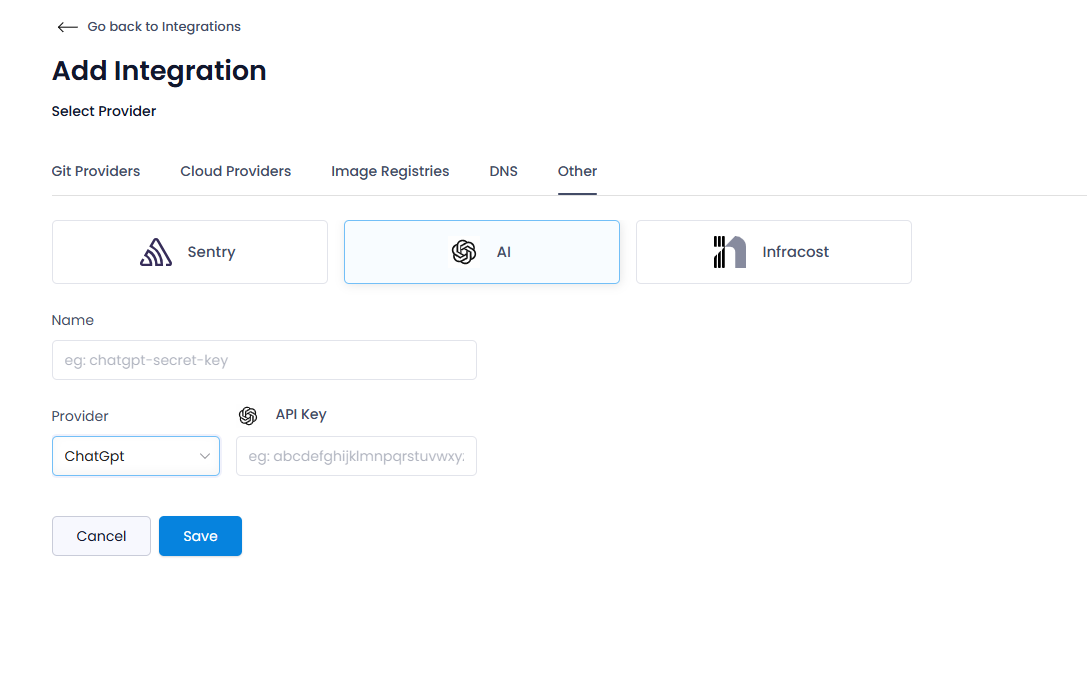 Go back to Integrations
Add Integration
Select Provider
Git Providers Cloud Providers Image Registries DNS Other
Sentry AI Infracost
Name
eg: chatgpt-secret-key
Provider API Key
ChatGpt eg: abcdefghijklmnpqrstuvwxy
Cancel Save